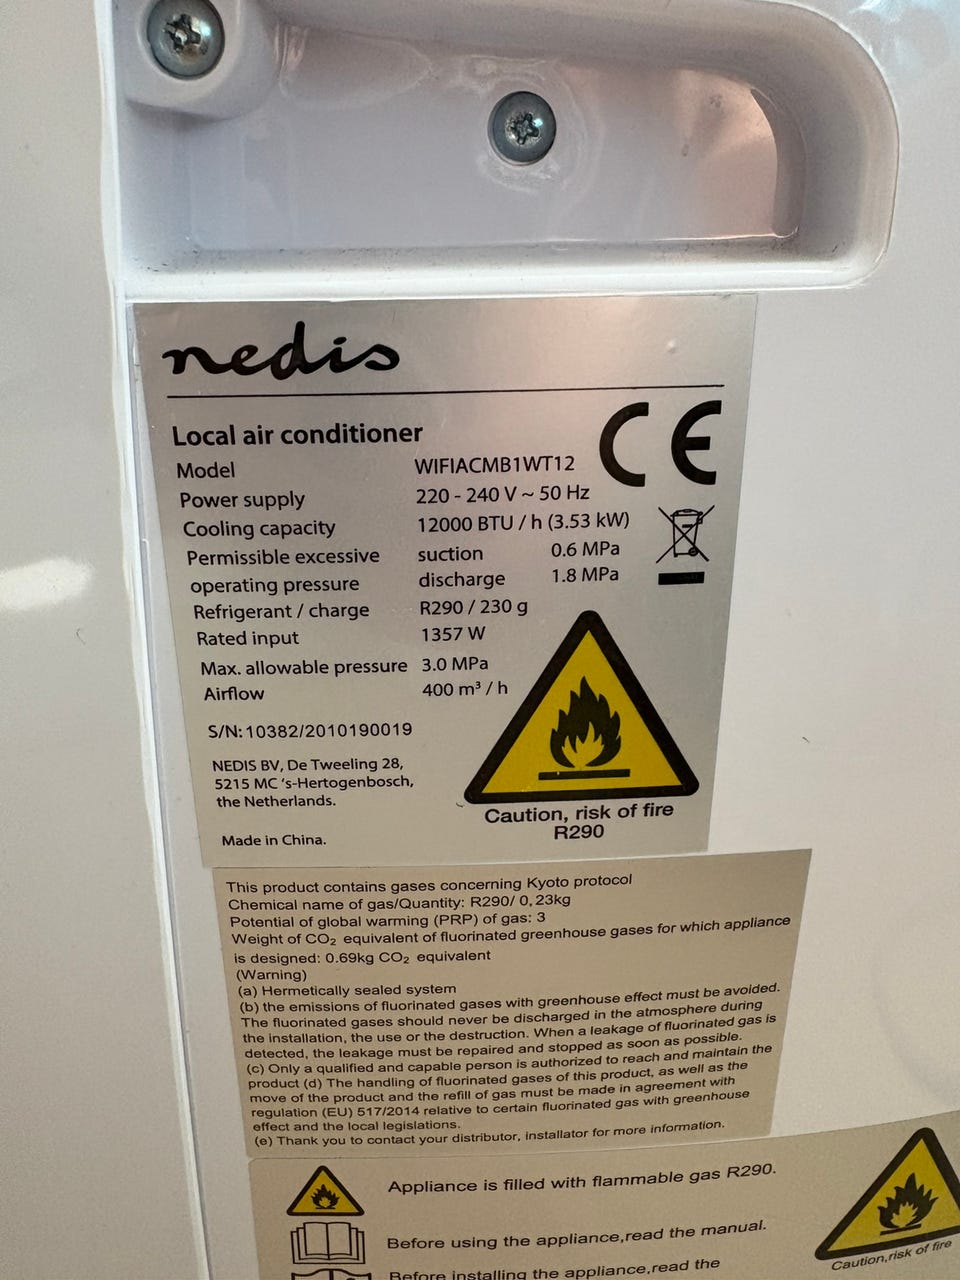 nedis
Local air conditioner
CE
Model WIFIACMB1WT12
Power supply 220 - 240 V ~ 50 Hz
Cooling capacity 12000 BTU / h (3.53 kW)
Permissible excessive suction 0.6 MPa
operating pressure discharge 1.8 MPa
Refrigerant / charge R290 / 230 g
Rated input 1357 W
Max. allowable pressure 3.0 MPa
Airflow 400 m³ / h
S/N: 10382/2010190019
NEDIS BV, De Tweeling 28,
5215 MC ‘s-Hertogenbosch,
the Netherlands.
Made in China.
Caution, risk of fire
R290
This product contains gases concerning Kyoto protocol
Chemical name of gas/Quantity: R290/ 0, 23kg
Potential of global warming (PRP) of gas: 3
Weight of CO₂ equivalent of fluorinated greenhouse gases for which appliance
is designed: 0.69kg CO₂ equivalent
(Warning)
(a) Hermetically sealed system
(b) the emissions of fluorinated gases with greenhouse effect must be avoided.
The fluorinated gases should never be discharged in the atmosphere during
the installation, the use or the destruction. When a leakage of fluorinated gas is
detected, the leakage must be repaired and stopped as soon as possible.
(c) Only a qualified and capable person is authorized to reach and maintain the
product (d) The handling of fluorinated gases of this product, as well as the
move of the product and the refill of gas must be made in agreement with
regulation (EU) 517/2014 relative to certain fluorinated gas with greenhouse
effect and the local legislations.
(e) Thank you to contact your distributor, installator for more information.
Appliance is filled with flammable gas R290.
Before using the appliance,read the manual.
Before installing the appliance,read the
Caution,risk of fire